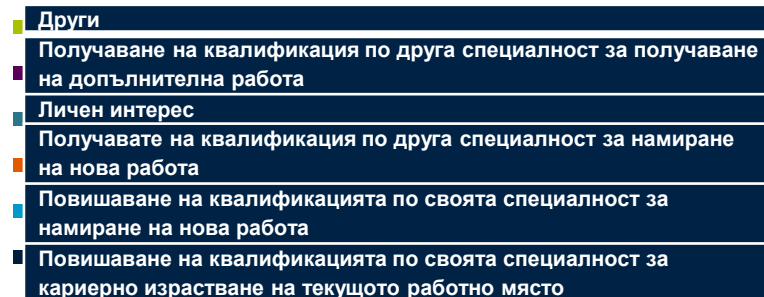 Други
Получаване на квалификация по друга специалност за получаване
на допълнителна работа
Личен интерес
Получавате на квалификация по друга специалност за намиране
на нова работа
Повишаване на квалификацията по своята специалност за
намиране на нова работа
Повишаване на квалификацията по своята специалност за
кариерно израстване на текущото работно място